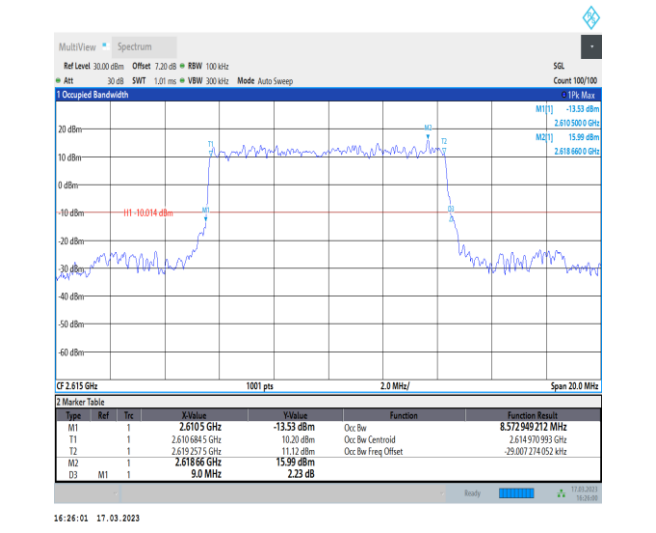 MultiView Spectrum
Ref Level 30.00 dBm Offset 7.20 dB RBW 100 kHz SGL
Att 30 dB SWT 1.01 ms VBW 300 kHz Mode Auto Sweep Count 100/100
1 Occupied Bandwidth 1Pk Max
M1[1] -13.53 dBm
2.610 500 0 GHz
M2[1] 15.99 dBm
2.618 660 0 GHz
20 dBm
M2
T1
T2
10 dBm
0 dBm
-10 dBm
H1 -10.014 dBm
M1
D3
-20 dBm
-30 dBm
-40 dBm
-50 dBm
-60 dBm
CF 2.615 GHz 1001 pts 2.0 MHz/ Span 20.0 MHz
2 Marker Table
Type Ref Trc X-Value Y-Value Function Function Result
M1 1 2.6105 GHz -13.53 dBm Occ Bw 8.572 949 212 MHz
T1 1 2.610 684 5 GHz 10.20 dBm Occ Bw Centroid 2.614 970 993 GHz
T2 1 2.619 257 5 GHz 11.12 dBm Occ Bw Freq Offset -29.007 274 052 kHz
M2 1 2.618 66 GHz 15.99 dBm
D3 M1 1 9.0 MHz 2.23 dB
Ready 17.03.2023
16:26:00
16:26:01 17.03.2023